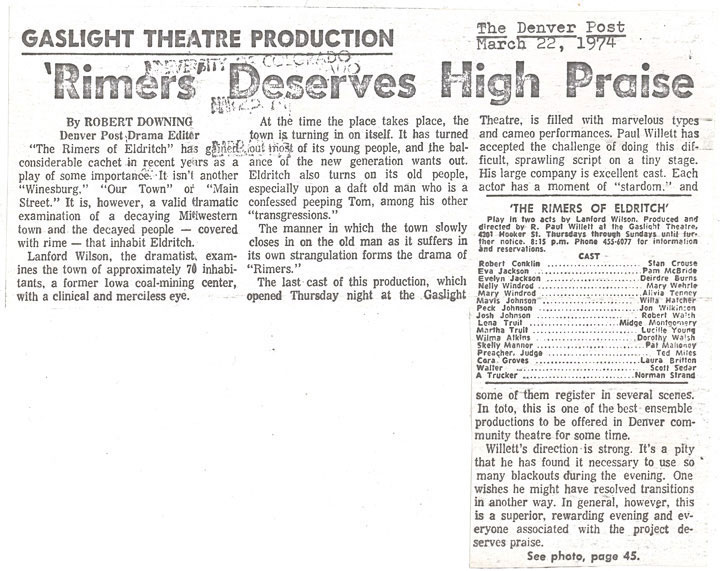 GASLIGHT THEATRE PRODUCTION
The Denver Post
March 22, 1974
'Rimers' Deserves High Praise
UNIVERSITY OF COLORADO
By ROBERT DOWNING
Denver Post Drama Editor
"The Rimers of Eldritch" has gained
considerable cachet in recent years as a
play of some importance. It isn't another
"Winesburg." "Our Town" or "Main
Street." It is, however, a valid dramatic
examination of a decaying Midwestern
town and the decayed people — covered
with rime — that inhabit Eldritch.
Lanford Wilson, the dramatist, exam-
ines the town of approximately 70 inhabi-
tants, a former Iowa coal-mining center,
with a clinical and merciless eye.
At the time the place takes place, the
town is turning in on itself. It has turned
out most of its young people, and the bal-
ance of the new generation wants out.
Eldritch also turns on its old people,
especially upon a daft old man who is a
confessed peeping Tom, among his other
"transgressions."
The manner in which the town slowly
closes in on the old man as it suffers in
its own strangulation forms the drama of
"Rimers."
The last cast of this production, which
opened Thursday night at the Gaslight
Theatre, is filled with marvelous types
and cameo performances. Paul Willett has
accepted the challenge of doing this dif-
ficult, sprawling script on a tiny stage.
His large company is excellent cast. Each
actor has a moment of "stardom." and
'THE RIMERS OF ELDRITCH'
Play in two acts by Lanford Wilson. Produced and
directed by R. Paul Willett at the Gaslight Theatre,
4201 Hooker St. Thursdays through Sundays until fur-
ther notice. 8:15 p.m. Phone 455-6077 for information
and reservations.
CAST
Robert Conklin ........ Stan Crouse
Eva Jackson ........ Pam McBride
Evelyn Jackson ........ Deirdre Burns
Nelly Windrod ........ Mary Wehrle
Mary Windrod ........ Alivia Tenney
Mavis Johnson ........ Willa Hatcher
Peck Johnson ........ Jon Wilkinson
Josh Johnson ........ Robert Walsh
Lena Truit ........ Midge Montgomery
Martha Truit ........ Lucille Young
Wilma Atkins ........ Dorothy Walsh
Skelly Mannor ........ Pat Mahoney
Preacher, Judge ........ Ted Miles
Cora Groves ........ Laura Britton
Walter ........ Scott Sedar
A Trucker ........ Norman Strand
some of them register in several scenes.
In toto, this is one of the best ensemble
productions to be offered in Denver com-
munity theatre for some time.
Willett's direction is strong. It's a pity
that he has found it necessary to use so
many blackouts during the evening. One
wishes he might have resolved transitions
in another way. In general, however, this
is a superior, rewarding evening and ev-
eryone associated with the project de-
serves praise.
See photo, page 45.